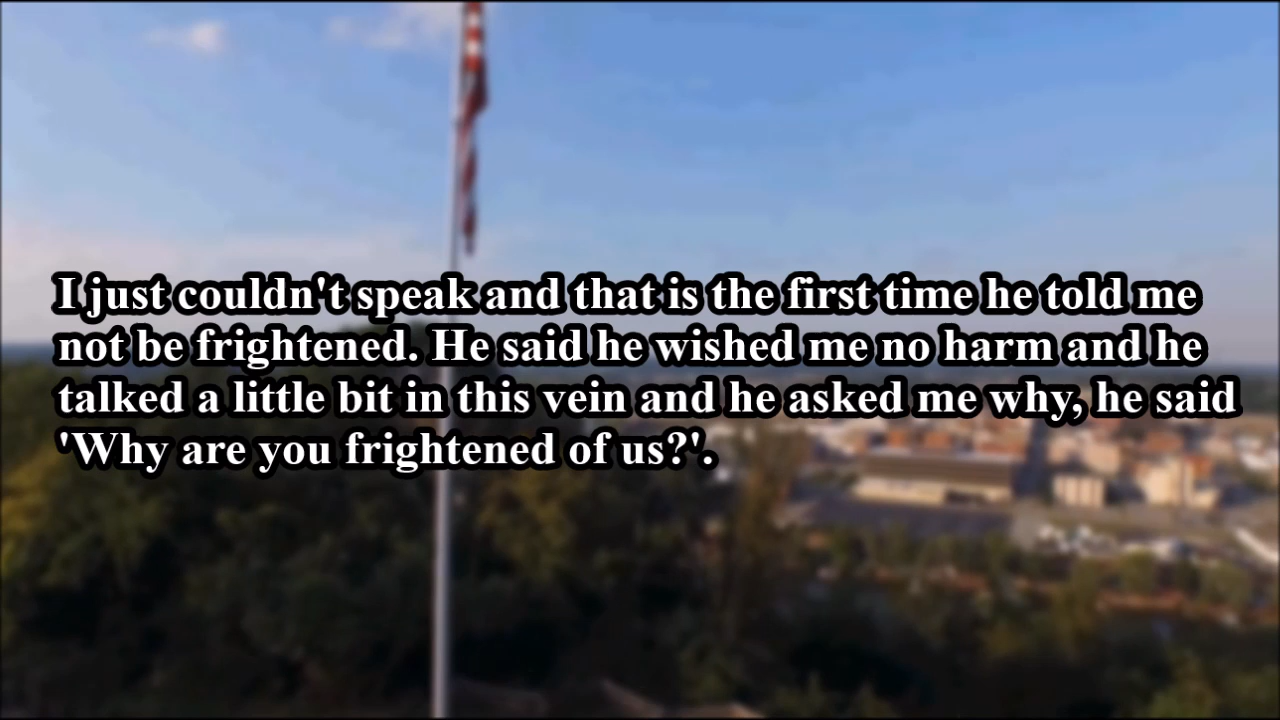 I just couldn't speak and that is the first time he told me
not be frightened. He said he wished me no harm and he
talked a little bit in this vein and he asked me why, he said
'Why are you frightened of us?'.